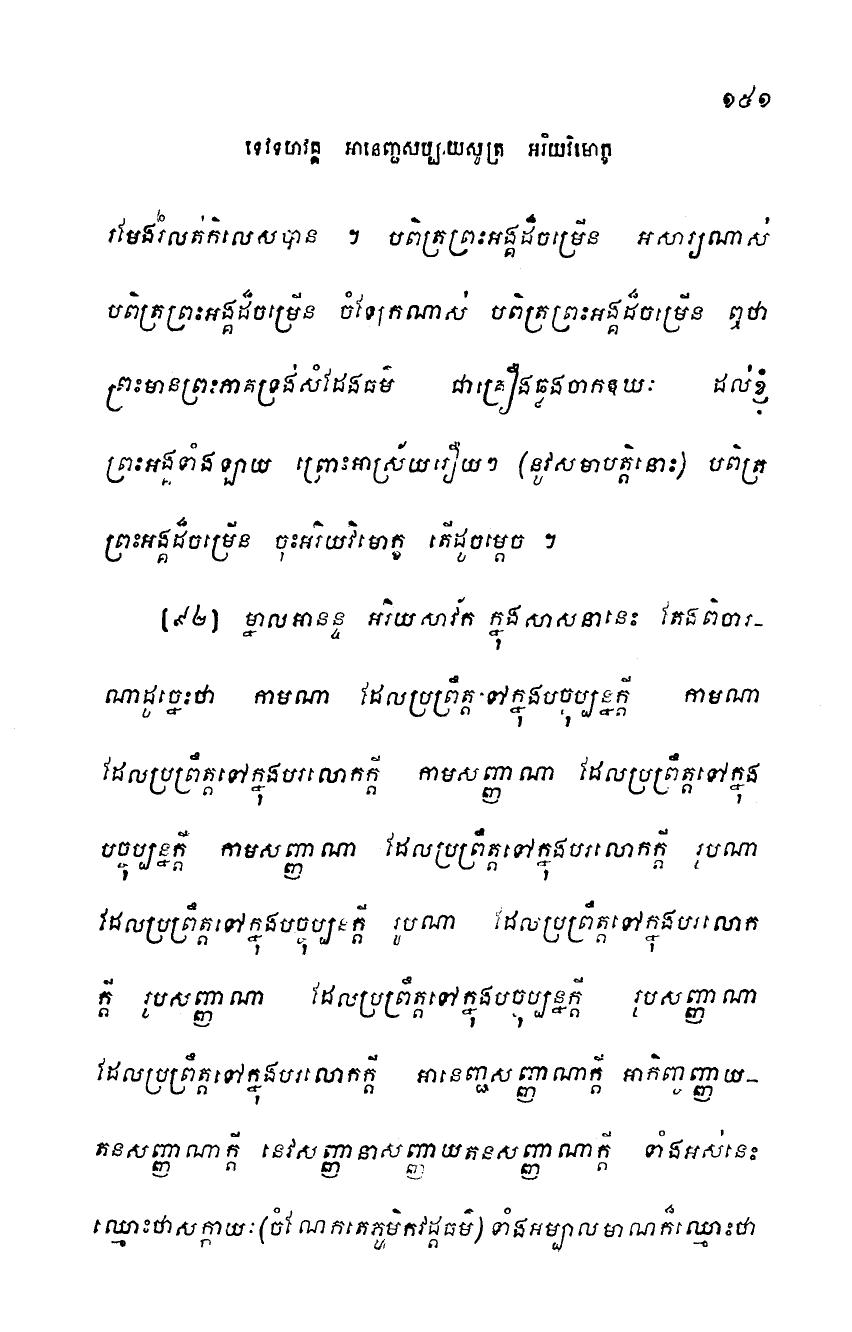 ១៥១
ទេវទហវគ្គ អានេញ្ជសប្បាយសូត្រ អរិយវិមោក្ខ
រមែងរំលត់កិលេសបាន ។ បពិត្រព្រះអង្គដ៏ចម្រើន អសារ្យណាស់
បពិត្រព្រះអង្គដ៏ចម្រើន ចំឡែកណាស់ បពិត្រព្រះអង្គដ៏ចម្រើន ឮថា
ព្រះមានព្រះភាគទ្រង់សំដែងធម៌ ជាគ្រឿងឆ្លងចាកឱឃៈ ដល់ខ្ញុំ
ព្រះអង្គទាំងឡាយ ព្រោះអាស្រ័យរឿយៗ (នូវសមាបត្តិនោះ) បពិត្រ
ព្រះអង្គដ៏ចម្រើន ចុះអរិយវិមោក្ខ តើដូចម្តេច ។
(៩២) ម្នាលអានន្ទ អរិយសាវ័ក ក្នុងសាសនានេះ តែងពិចារ-
ណាដូច្នេះថា កាមណា ដែលប្រព្រឹត្តទៅក្នុងបច្ចុប្បន្នក្តី កាមណា
ដែលប្រព្រឹត្តទៅក្នុងបរលោកក្តី កាមសញ្ញាណា ដែលប្រព្រឹត្តទៅក្នុង
បច្ចុប្បន្នក្តី កាមសញ្ញាណា ដែលប្រព្រឹត្តទៅក្នុងបរលោកក្តី រូបណា
ដែលប្រព្រឹត្តទៅក្នុងបច្ចុប្បន្នក្តី រូបណា ដែលប្រព្រឹត្តទៅក្នុងបរលោក
ក្តី រូបសញ្ញាណា ដែលប្រព្រឹត្តទៅក្នុងបច្ចុប្បន្នក្តី រូបសញ្ញាណា
ដែលប្រព្រឹត្តទៅក្នុងបរលោកក្តី អានេញ្ជសញ្ញាណាក្តី អាកិញ្ចញ្ញាយ-
តនសញ្ញាណាក្តី នេវសញ្ញានាសញ្ញាយតនសញ្ញាណាក្តី ទាំងអស់នេះ
ឈ្មោះថាសក្កាយៈ (ចំណែកតេភូមិកវដ្តធម៌) ទាំងអម្បាលមាណក៏ឈ្មោះថា